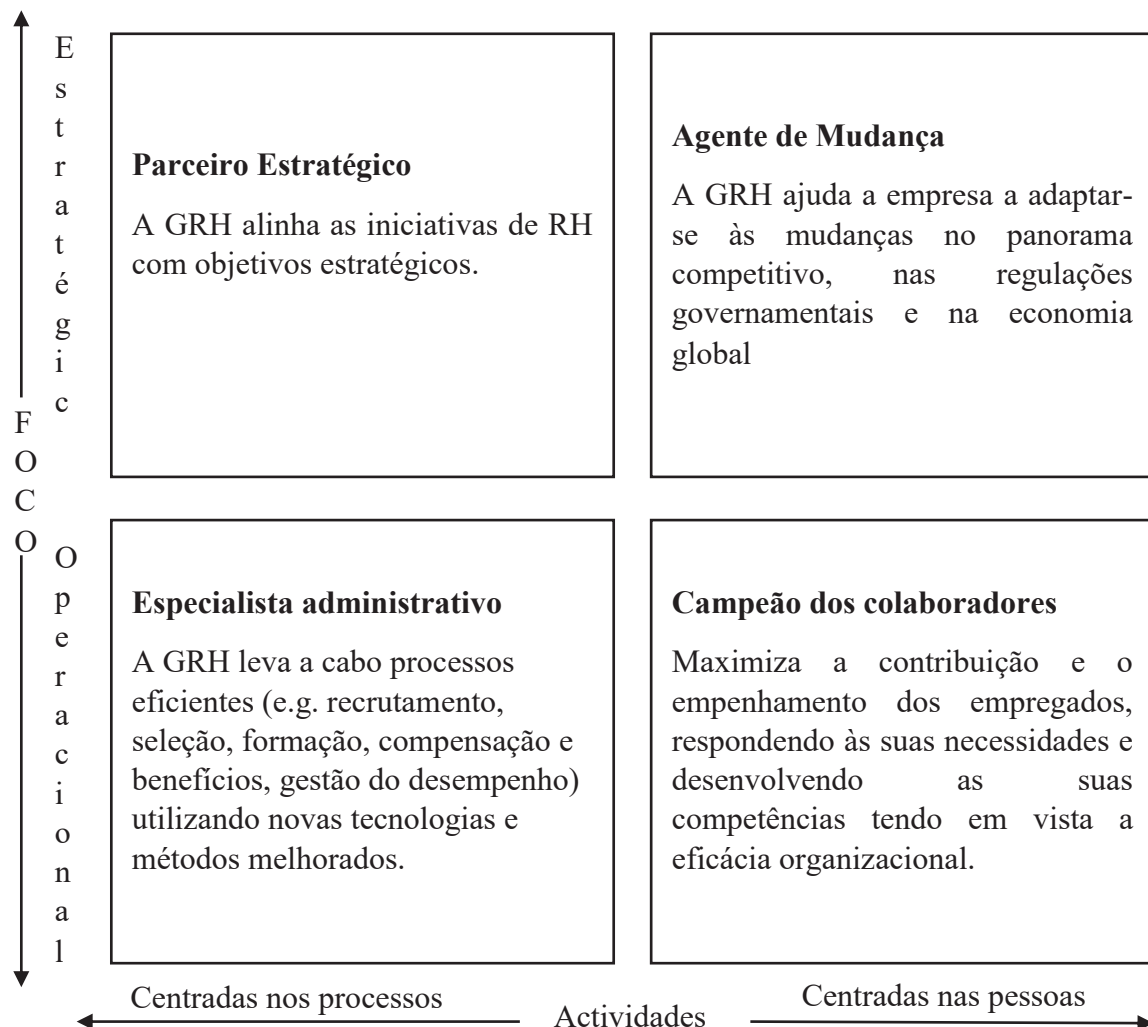 Estratégic
Parceiro Estratégico
A GRH alinha as iniciativas de RH
com objetivos estratégicos.
Agente de Mudança
A GRH ajuda a empresa a adaptar-
se às mudanças no panorama
competitivo, nas regulações
governamentais e na economia
global
FOCO
Operacional
Especialista administrativo
A GRH leva a cabo processos
eficientes (e.g. recrutamento,
seleção, formação, compensação e
benefícios, gestão do desempenho)
utilizando novas tecnologias e
métodos melhorados.
Campeão dos colaboradores
Maximiza a contribuição e o
empenhamento dos empregados,
respondendo às suas necessidades e
desenvolvendo as suas
competências tendo em vista a
eficácia organizacional.
Centradas nos processos
Actividades
Centradas nas pessoas